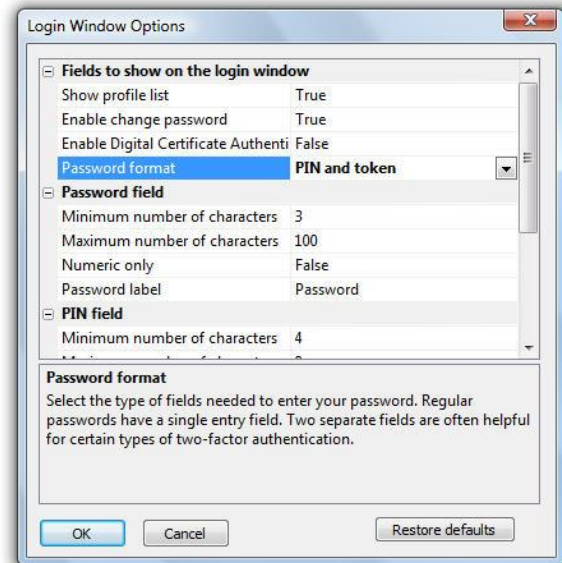 Login Window Options
Fields to show on the login window
Show profile list True
Enable change password True
Enable Digital Certificate Authenti False
Password format PIN and token
Password field
Minimum number of characters 3
Maximum number of characters 100
Numeric only False
Password label Password
PIN field
Minimum number of characters 4
Password format
Select the type of fields needed to enter your password. Regular
passwords have a single entry field. Two separate fields are often helpful
for certain types of two-factor authentication.
OK Cancel Restore defaults